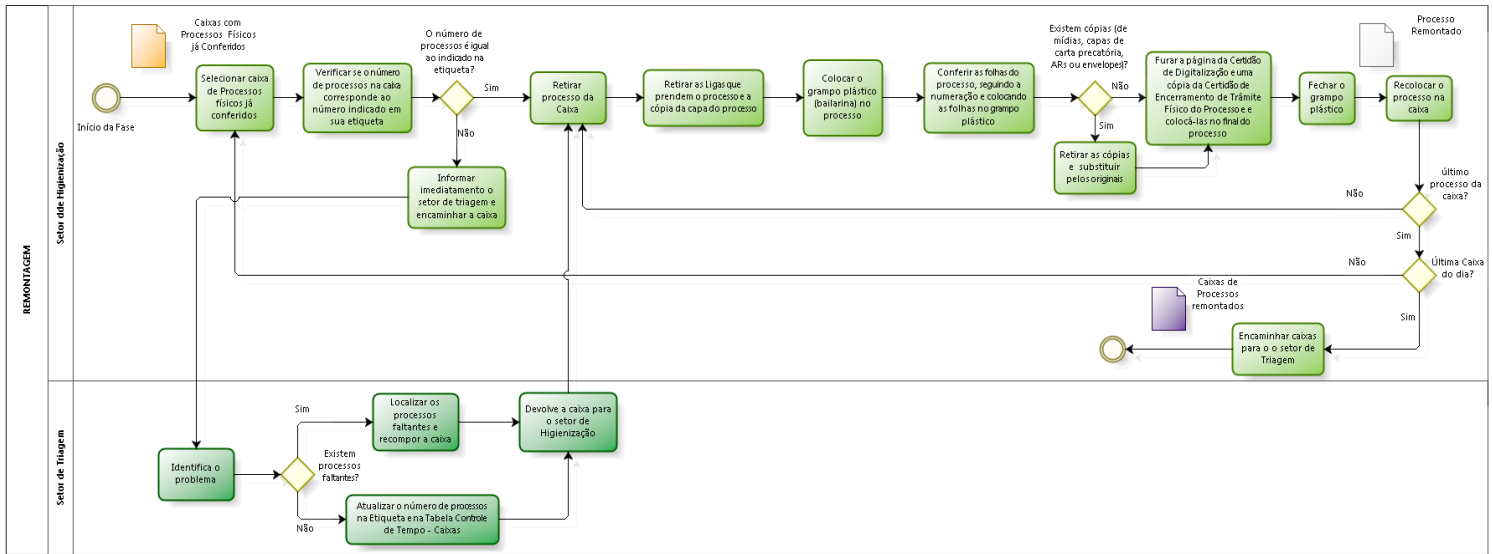 REMONTAGEM
Setor dde Higienização
Caixas com
Processos Físicos
já Conferidos
Início da Fase
Selecionar caixa
de Processos
físicos já
conferidos
Verificar se o número
de processos na caixa
corresponde ao
número indicado em
sua etiqueta
O número de
processos é igual
ao indicado na
etiqueta?
Sim
Não
Informar
imediatamento o
setor de triagem e
encaminhar a caixa
Retirar
processo da
Caixa
Retirar as Ligas que
prendem o processo e a
cópia da capa do processo
Colocar o
grampo plástico
(bailarina) no
processo
Conferir as folhas do
processo, seguindo a
numeração e colocando
as folhas no grampo
plástico
Existem cópias (de
mídias, capas de
carta precatória,
ARs ou envelopes)?
Não
Sim
Retirar as cópias
e substituir
pelos originais
Furar a página da Certidão
de Digitalização e uma
cópia da Certidão de
Encerramento de Trâmite
Físico do Processo e
colocá-las no final do
processo
Fechar o
grampo
plástico
Processo
Remontado
Recolocar o
processo na
caixa
último
processo da
caixa?
Não
Sim
Última Caixa
do dia?
Não
Sim
Caixas de
Processos
remontados
Encaminhar caixas
para o o setor de
Triagem
Setor de Triagem
Identifica o
problema
Existem
processos
faltantes?
Sim
Não
Localizar os
processos
faltantes e
recompor a caixa
Atualizar o número de processos
na Etiqueta e na Tabela Controle
de Tempo - Caixas
Devolve a caixa para
o setor de
Higienização